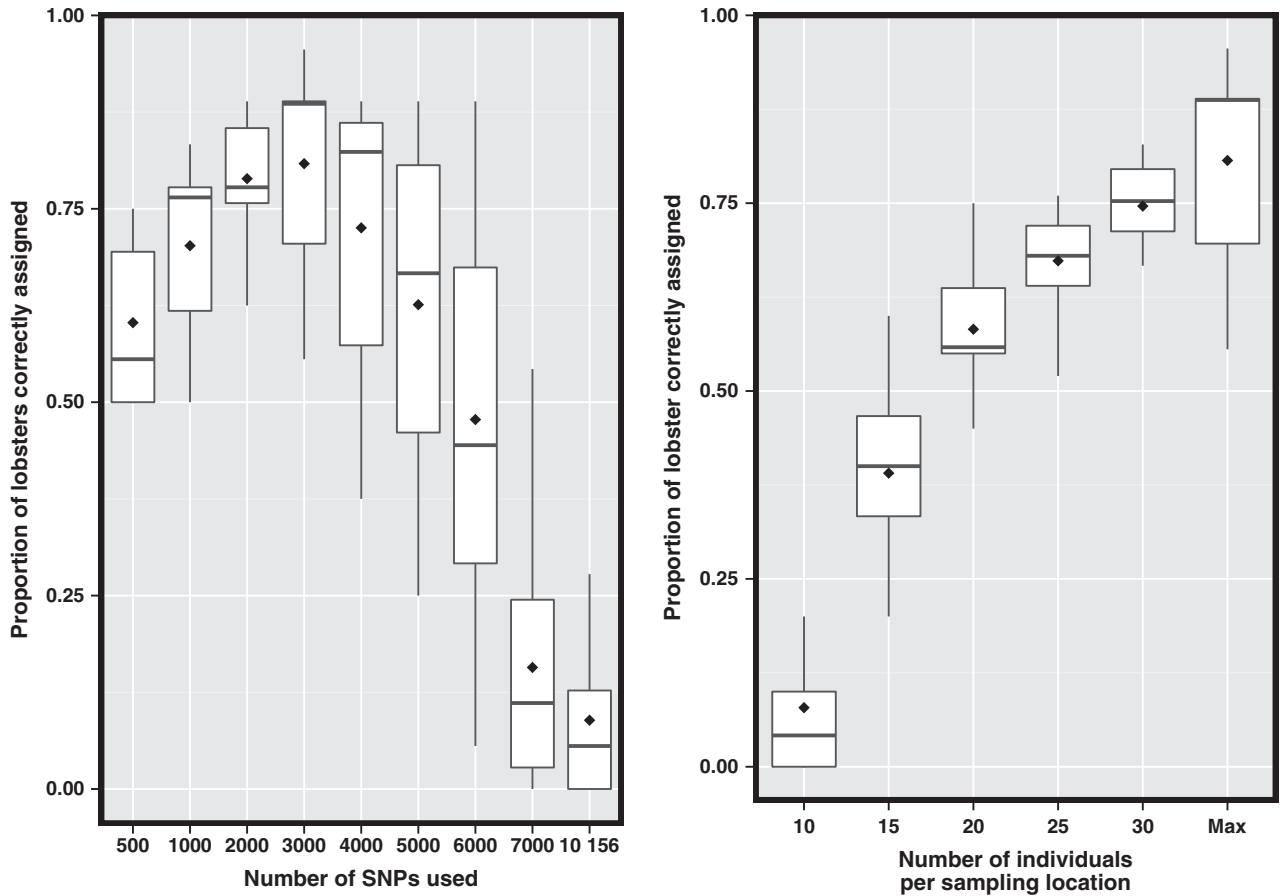 Proportion of lobsters correctly assigned
1.00
0.75
0.50
0.25
0.00
500 1000 2000 3000 4000 5000 6000 7000 10 156
Number of SNPs used
Proportion of lobster correctly assigned
1.00
0.75
0.50
0.25
0.00
10 15 20 25 30 Max
Number of individuals
per sampling location